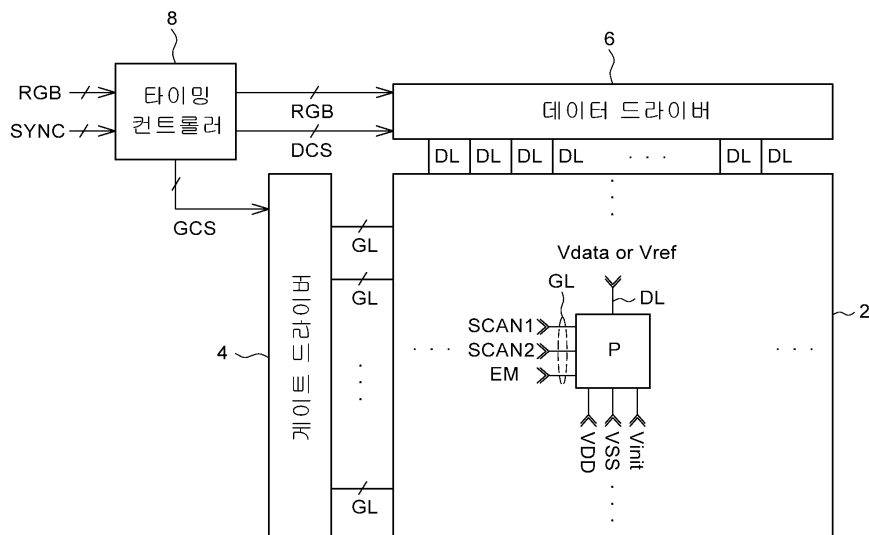 8
6
RGB
SYNC
타이밍
컨트롤러
RGB
DCS
데이터 드라이버
DL DL DL DL · · · DL DL
GCS
GL
GL
GL
게이트 드라이버
4
2
Vdata or Vref
GL
DL
SCAN1
SCAN2
EM
P
VDD
VSS
Vinit